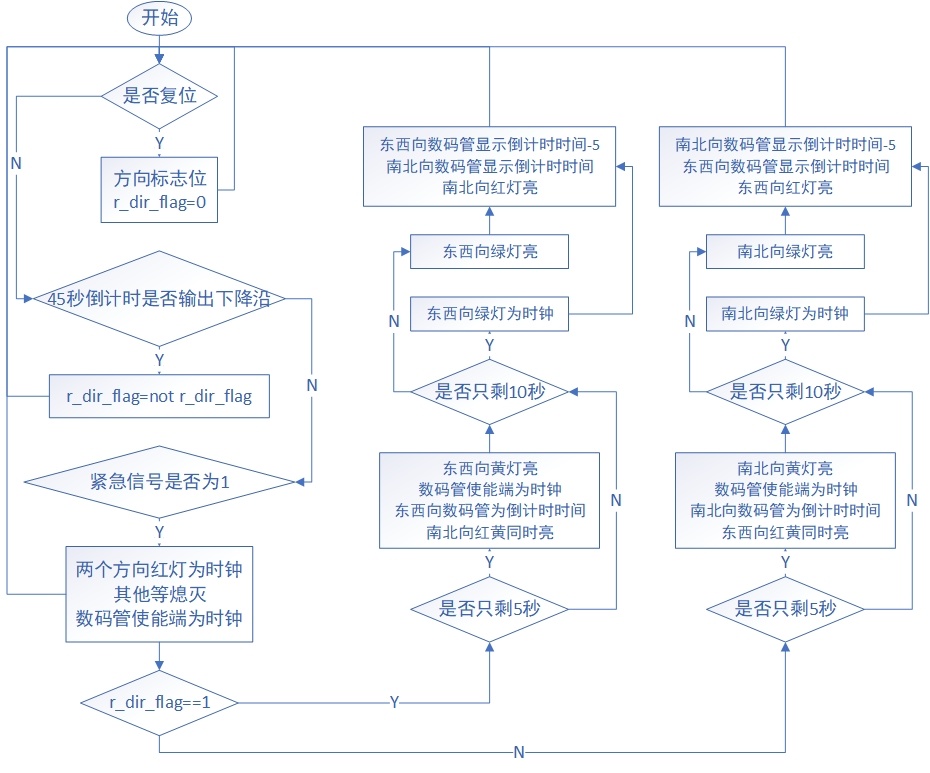 开始
是否复位
N
Y
方向标志位
r_dir_flag=0
45秒倒计时是否输出下降沿
Y
N
r_dir_flag=not r_dir_flag
紧急信号是否为1
Y
两个方向红灯为时钟
其他等熄灭
数码管使能端为时钟
r_dir_flag==1
Y
N
东西向数码管显示倒计时时间-5
南北向数码管显示倒计时时间
南北向红灯亮
东西向绿灯亮
东西向绿灯为时钟
N
Y
是否只剩10秒
东西向黄灯亮
数码管使能端为时钟
东西向数码管为倒计时时间
南北向红黄同时亮
N
Y
是否只剩5秒
南北向数码管显示倒计时时间-5
东西向数码管显示倒计时时间
东西向红灯亮
南北向绿灯亮
南北向绿灯为时钟
N
Y
是否只剩10秒
南北向黄灯亮
数码管使能端为时钟
南北向数码管为倒计时时间
东西向红黄同时亮
N
Y
是否只剩5秒